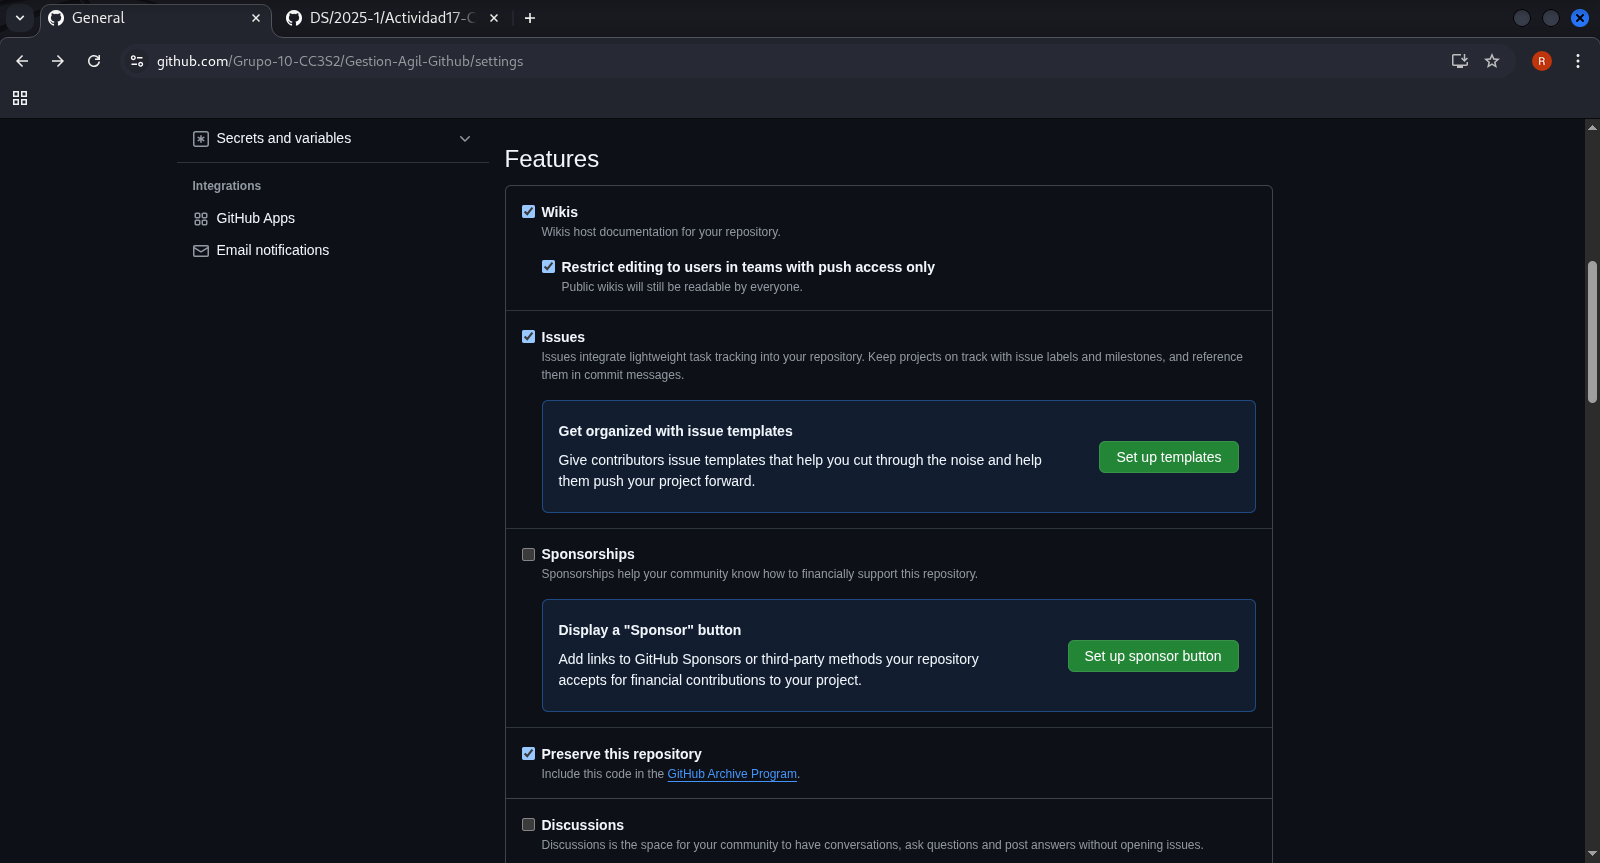 General
DS/2025-1/Actividad17-C
github.com/Grupo-10-CC3S2/Gestion-Agil-Github/settings
R
Secrets and variables
Integrations
GitHub Apps
Email notifications
Features
Wikis
Wikis host documentation for your repository.
Restrict editing to users in teams with push access only
Public wikis will still be readable by everyone.
Issues
Issues integrate lightweight task tracking into your repository. Keep projects on track with issue labels and milestones, and reference
them in commit messages.
Get organized with issue templates
Give contributors issue templates that help you cut through the noise and help
them push your project forward.
Set up templates
Sponsorships
Sponsorships help your community know how to financially support this repository.
Display a "Sponsor" button
Add links to GitHub Sponsors or third-party methods your repository
accepts for financial contributions to your project.
Set up sponsor button
Preserve this repository
Include this code in the GitHub Archive Program.
Discussions
Discussions is the space for your community to have conversations, ask questions and post answers without opening issues.